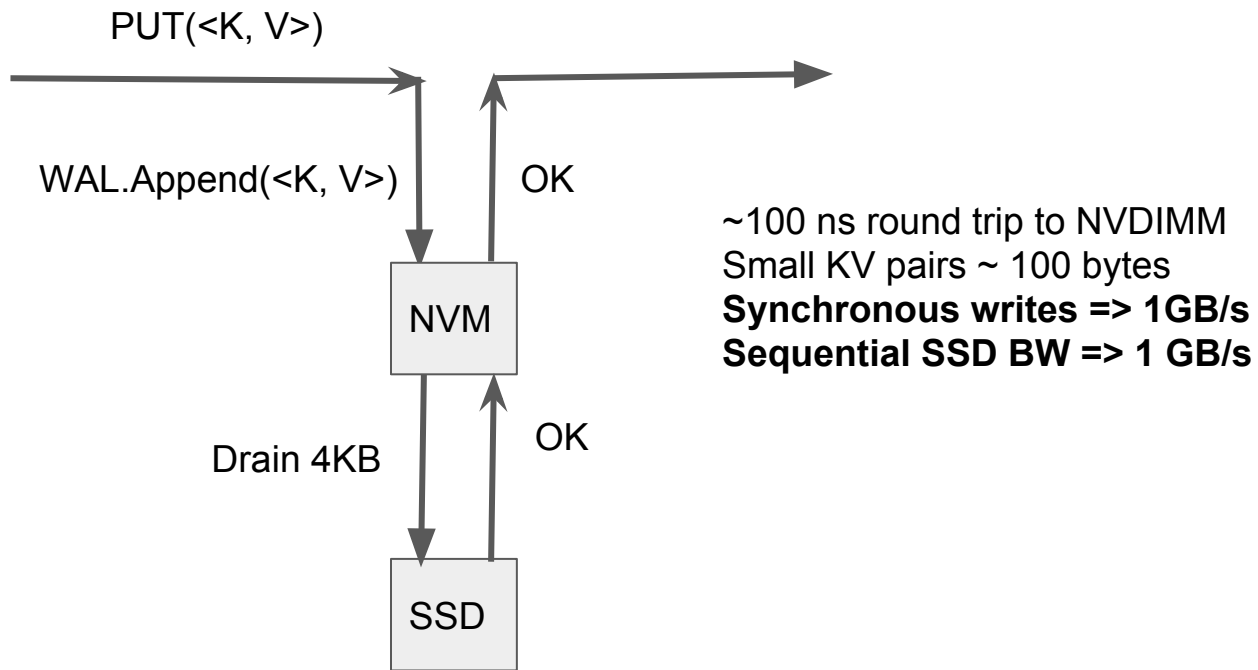 PUT(<K, V>)
WAL.Append(<K, V>)
OK
~100 ns round trip to NVDIMM
Small KV pairs ~ 100 bytes
Synchronous writes => 1GB/s
Sequential SSD BW => 1 GB/s
NVM
Drain 4KB
OK
SSD